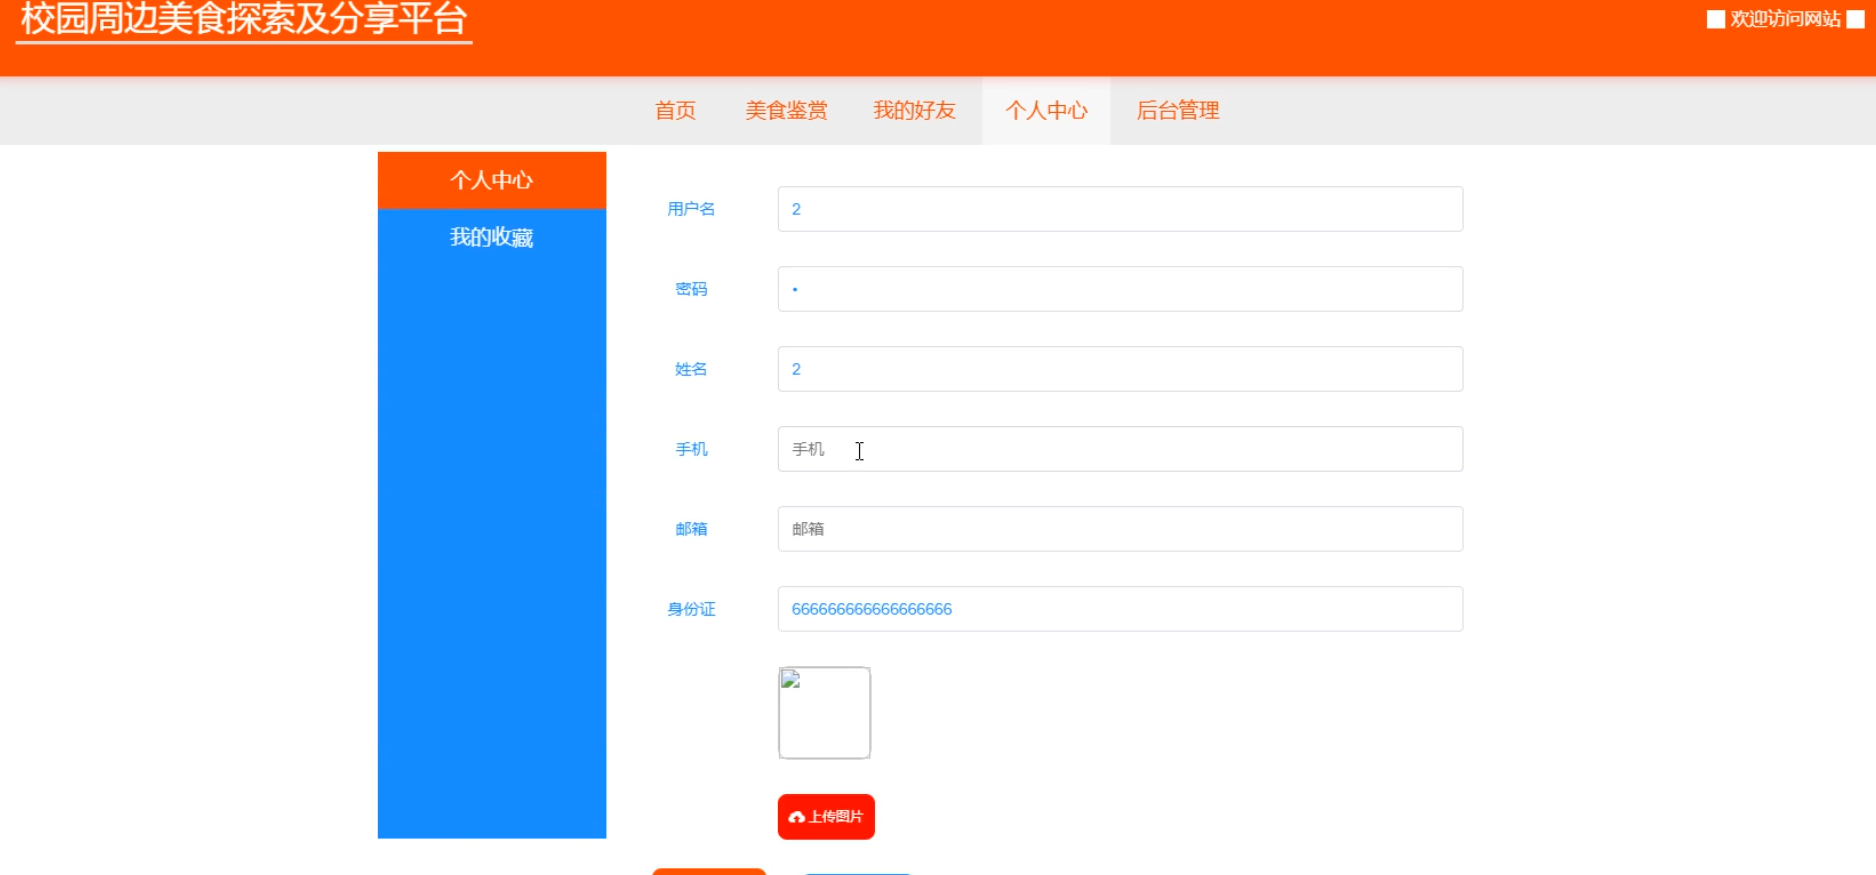 校园周边美食探索及分享平台
欢迎访问网站
首页 美食鉴赏 我的好友 个人中心 后台管理
个人中心
我的收藏
用户名 2
密码 •
姓名 2
手机 手机
邮箱 邮箱
身份证 666666666666666666
上传图片